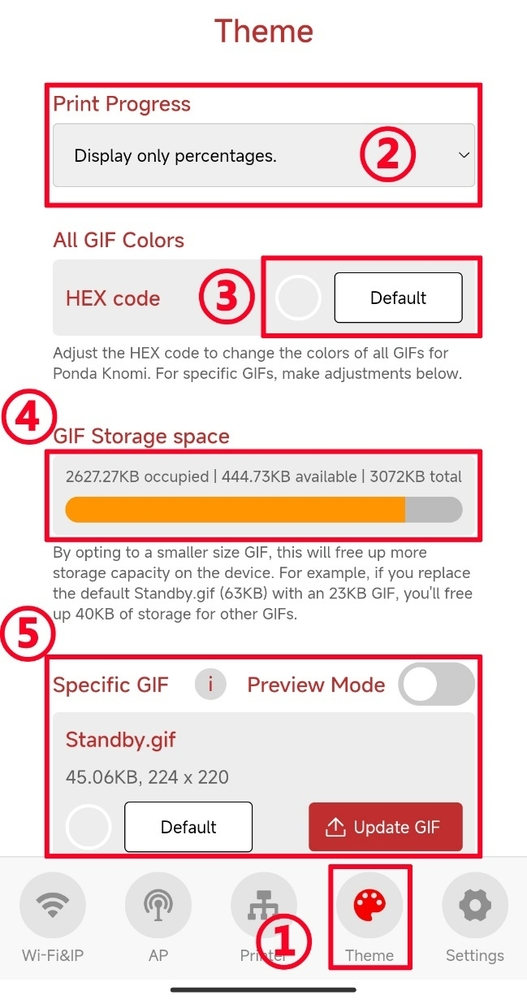 Theme
Print Progress
Display only percentages.
2
All GIF Colors
HEX code
3
Default
Adjust the HEX code to change the colors of all GIFs for
Ponda Knomi. For specific GIFs, make adjustments below.
4
GIF Storage space
2627.27KB occupied | 444.73KB available | 3072KB total
By opting to a smaller size GIF, this will free up more
storage capacity on the device. For example, if you replace
the default Standby.gif (63KB) with an 23KB GIF, you'll free
up 40KB of storage for other GIFs.
5
Specific GIF i Preview Mode
Standby.gif
45.06KB, 224 x 220
Default Update GIF
1
Wi-Fi&IP AP Printer Theme Settings